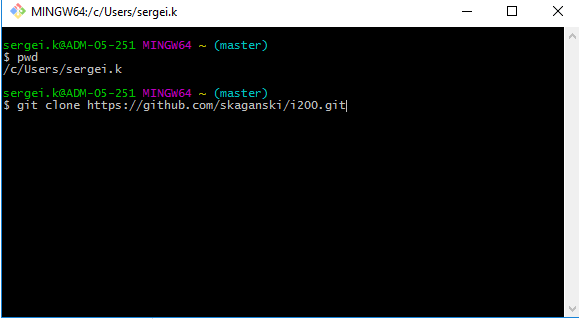 MINGW64:/c/Users/sergei.k
sergei.k@ADM-05-251 MINGW64 ~ (master)
$ pwd
/c/Users/sergei.k
sergei.k@ADM-05-251 MINGW64 ~ (master)
$ git clone https://github.com/skaganski/i200.git